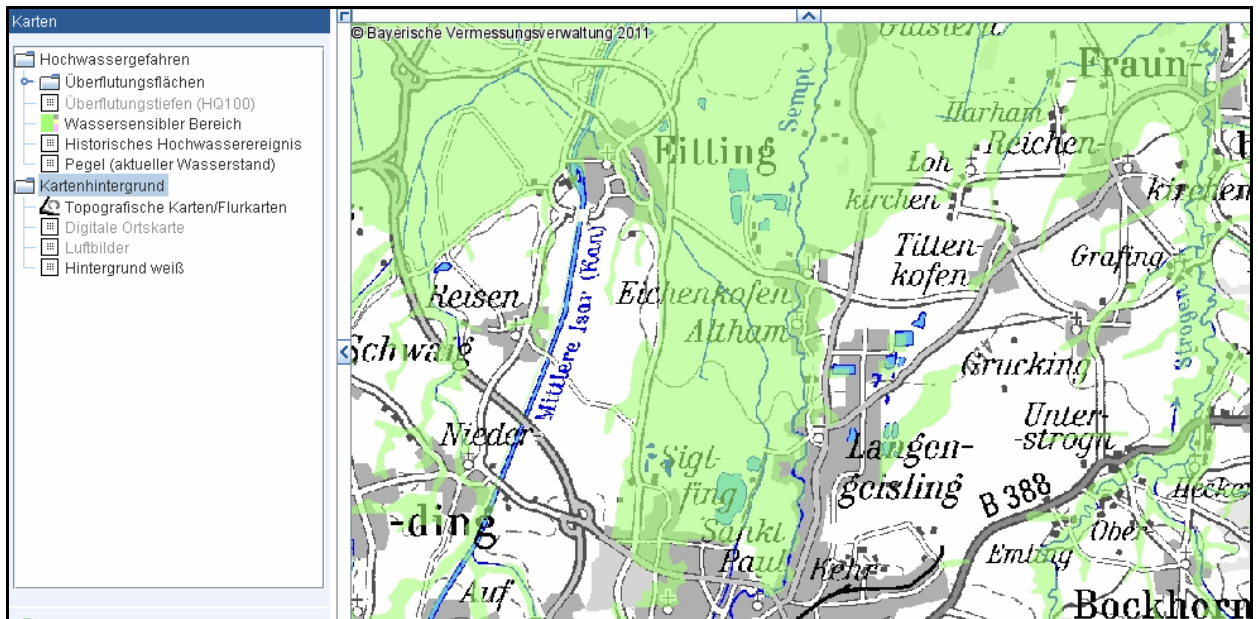 Karten
Hochwassergefahren
Überflutungsflächen
Überflutungstiefen (HQ100)
Wassersensibler Bereich
Historisches Hochwasserereignis
Pegel (aktueller Wasserstand)
Kartenhintergrund
Topografische Karten/Flurkarten
Digitale Ortskarte
Luftbilder
Hintergrund weiß
© Bayerische Vermessungsverwaltung 2011
Fraun-
Sempt
Harham
Reichen-
kirchen
Eitting
Loh
kirchen
Titten-
kofen
Grafing
Strogen
Reisen
Eichenkofen
Altham
Mittlere Isar (Kan)
Schwaig
Grucking
Nieder-
-ding
Unter-
-strogn
Langen-
geisling
Sigl-
fing
B 388
Sankt
Paul
Kehr
Emling
Ober
Auf
Bockhorn